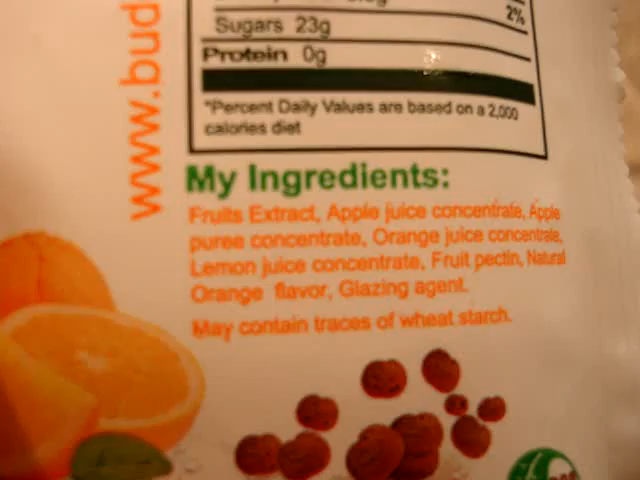 2%
Sugars 23g
Protein 0g
*Percent Daily Values are based on a 2,000
calories diet
www.bud
My Ingredients:
Fruits Extract, Apple juice concentrate, Apple
puree concentrate, Orange juice concentrate,
Lemon juice concentrate, Fruit pectin, Natural
Orange flavor, Glazing agent.
May contain traces of wheat starch.